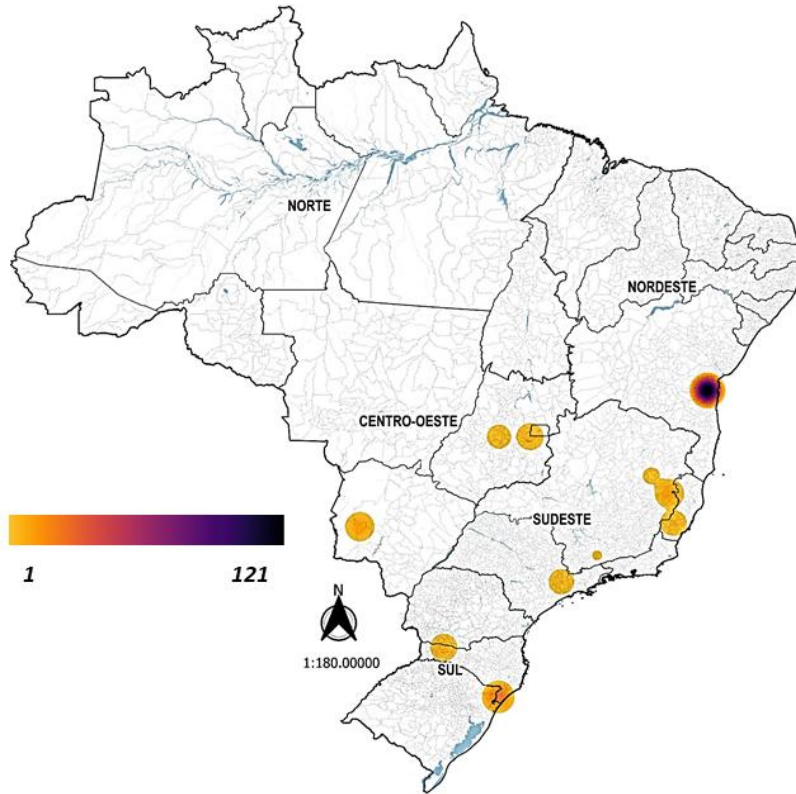 NORTE
NORDESTE
CENTRO-OESTE
SUDESTE
1 121
N
1:180.00000
SUL